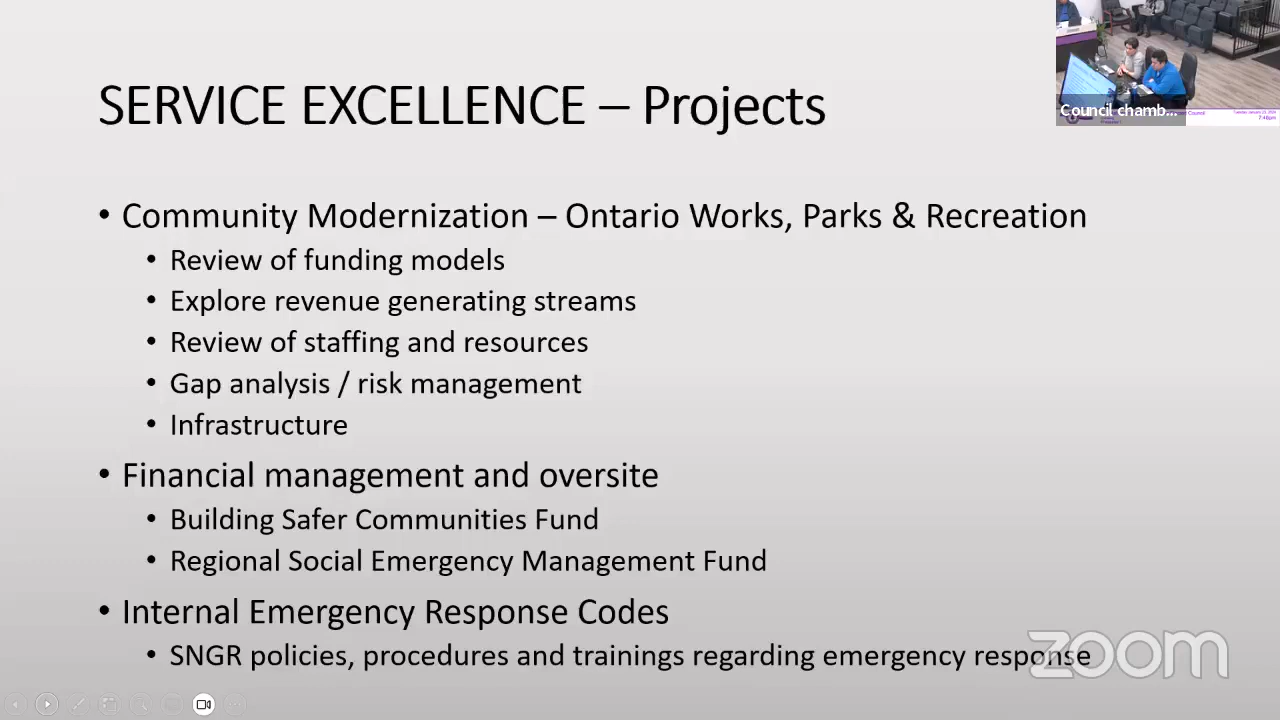 SERVICE EXCELLENCE – Projects
Council chamb...
7:46pm
• Community Modernization – Ontario Works, Parks & Recreation
• Review of funding models
• Explore revenue generating streams
• Review of staffing and resources
• Gap analysis / risk management
• Infrastructure
• Financial management and oversite
• Building Safer Communities Fund
• Regional Social Emergency Management Fund
• Internal Emergency Response Codes
• SNGR policies, procedures and trainings regarding emergency response
zoom